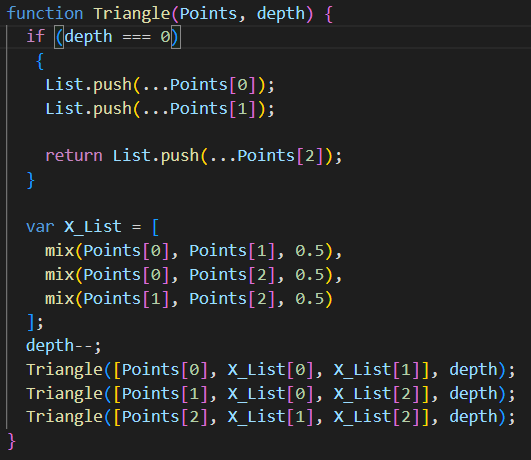 function Triangle(Points, depth) {
if (depth === 0)
{
List.push(...Points[0]);
List.push(...Points[1]);
return List.push(...Points[2]);
}
var X_List = [
mix(Points[0], Points[1], 0.5),
mix(Points[0], Points[2], 0.5),
mix(Points[1], Points[2], 0.5)
];
depth--;
Triangle([Points[0], X_List[0], X_List[1]], depth);
Triangle([Points[1], X_List[0], X_List[2]], depth);
Triangle([Points[2], X_List[1], X_List[2]], depth);
}